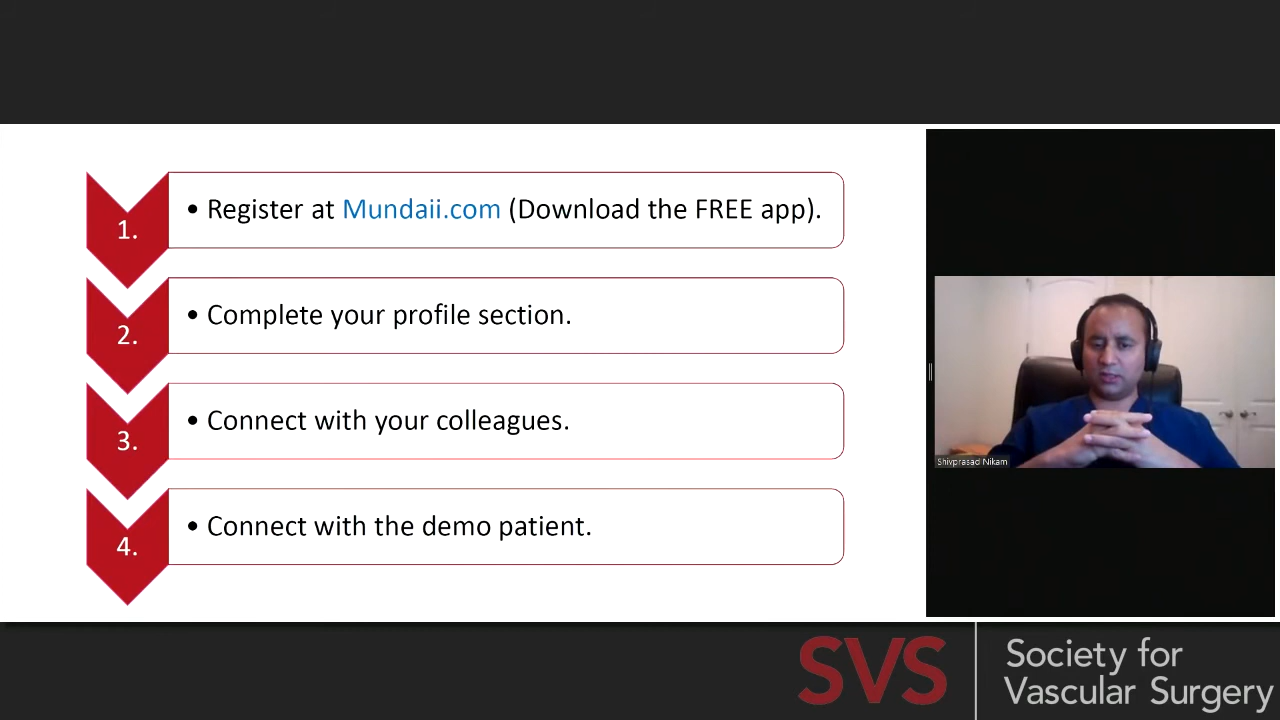 1.
• Register at Mundaii.com (Download the FREE app).
2.
• Complete your profile section.
3.
• Connect with your colleagues.
4.
• Connect with the demo patient.
Shivprasad Nikam
SVS
Society for
Vascular Surgery